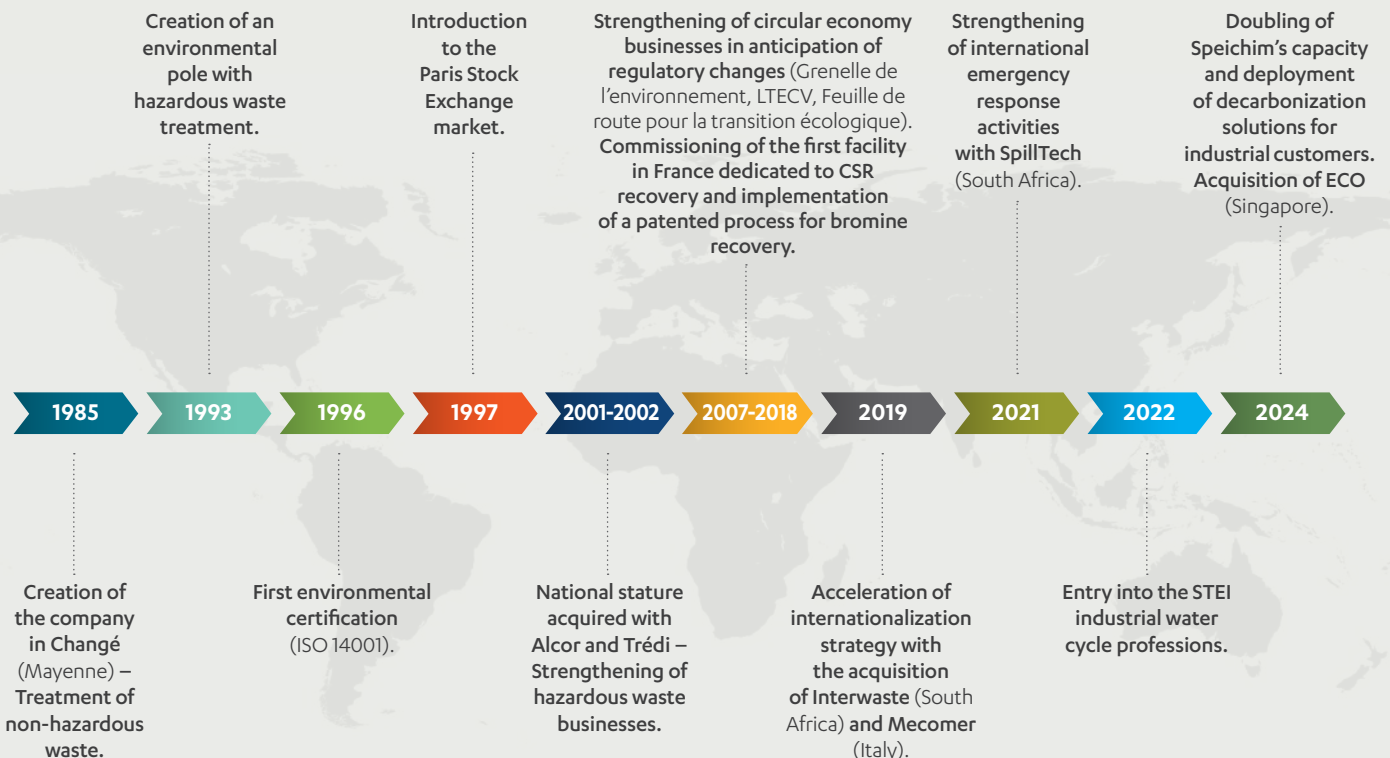 Creation of an
environmental
pole with
hazardous waste
treatment.
Introduction
to the
Paris Stock
Exchange
market.
Strengthening of circular economy
businesses in anticipation of
regulatory changes (Grenelle de
l’environnement, LTECV, Feuille de
route pour la transition écologique).
Commissioning of the first facility
in France dedicated to CSR
recovery and implementation
of a patented process for bromine
recovery.
Strengthening
of international
emergency
response
activities
with SpillTech
(South Africa).
Doubling of
Speichim’s capacity
and deployment
of decarbonization
solutions for
industrial customers.
Acquisition of ECO
(Singapore).
1985
1993
1996
1997
2001-2002
2007-2018
2019
2021
2022
2024
Creation of
the company
in Changé
(Mayenne) –
Treatment of
non-hazardous
waste.
First environmental
certification
(ISO 14001).
National stature
acquired with
Alcor and Trédi –
Strengthening of
hazardous waste
businesses.
Acceleration of
internationalization
strategy with
the acquisition
of Interwaste (South
Africa) and Mecomer
(Italy).
Entry into the STEI
industrial water
cycle professions.